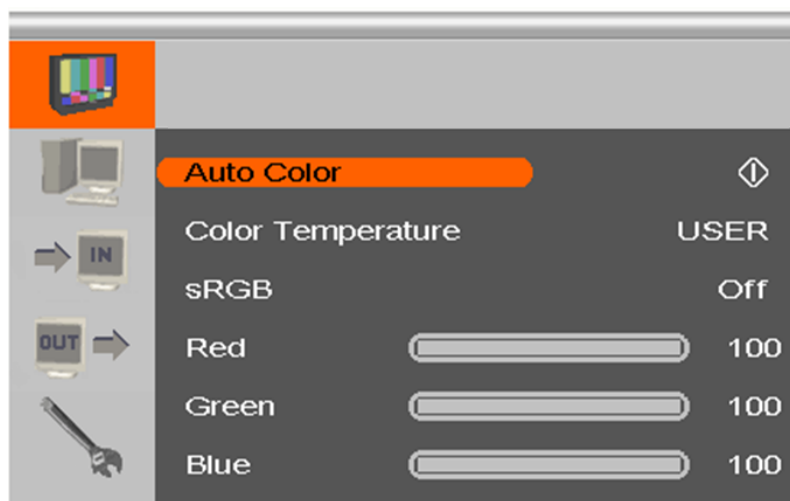 Auto Color
Color Temperature USER
IN
sRGB Off
OUT
Red 100
Green 100
Blue 100